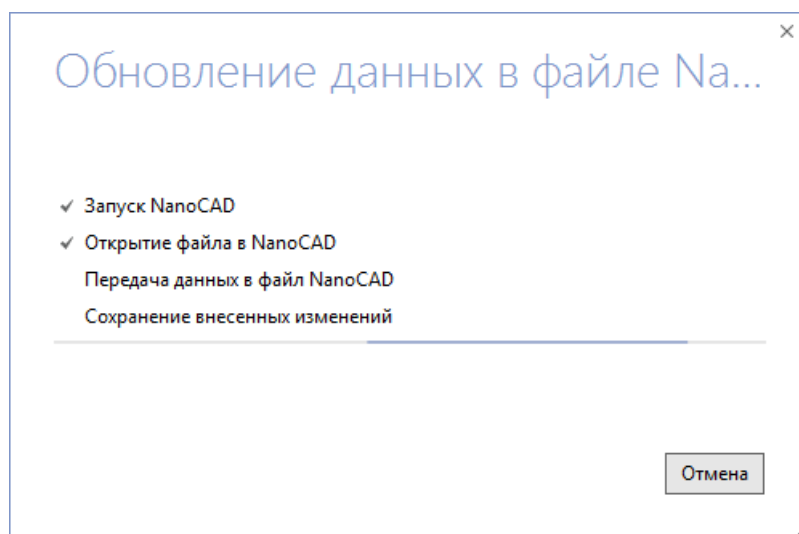 Обновление данных в файле Na...
Запуск NanoCAD
Открытие файла в NanoCAD
Передача данных в файл NanoCAD
Сохранение внесенных изменений
Отмена